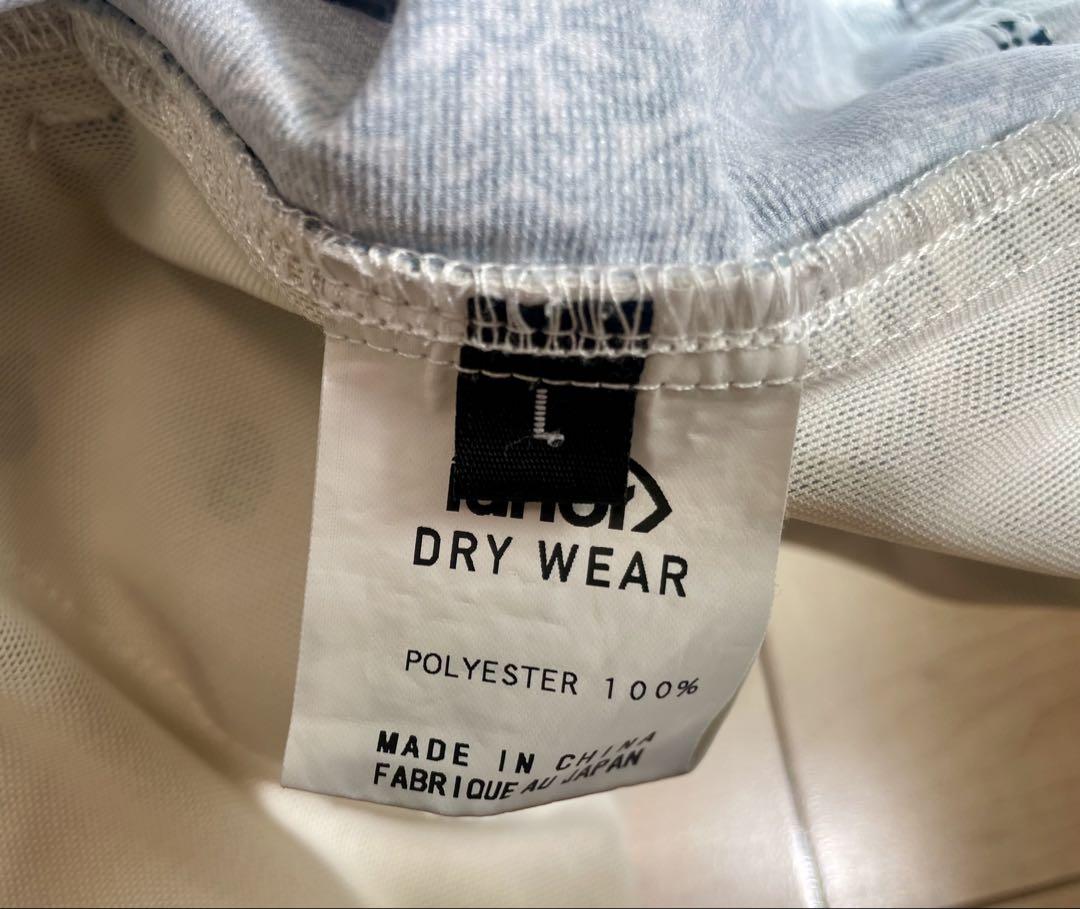 L
DRY WEAR
POLYESTER 100%
MADE IN CHINA
FABRIQUE AU JAPAN